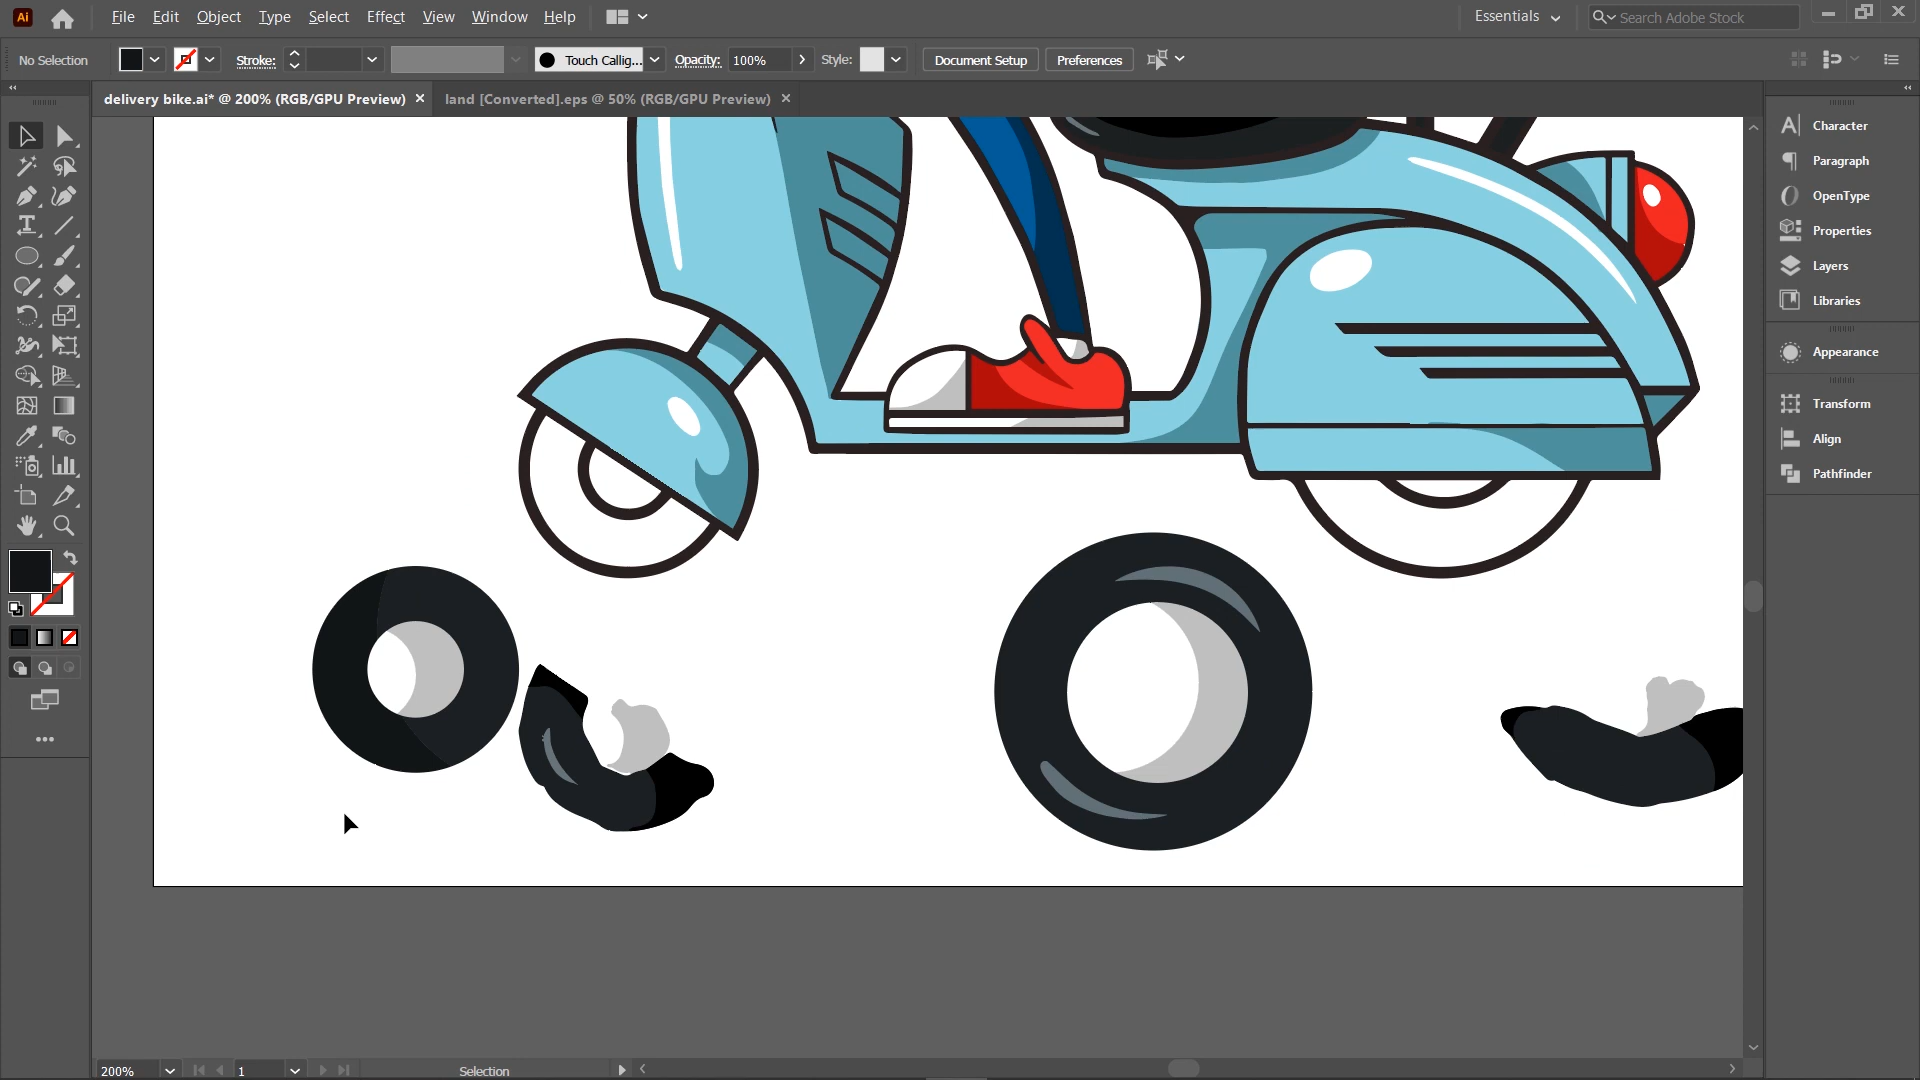 Ai File Edit Object Type Select Effect View Window Help Essentials Search Adobe Stock
No Selection Stroke: Touch Callig... Opacity: 100% Style: Document Setup Preferences
delivery bike.ai* @ 200% (RGB/GPU Preview) × land [Converted].eps @ 50% (RGB/GPU Preview) ×
Character
Paragraph
OpenType
Properties
Layers
Libraries
Appearance
Transform
Align
Pathfinder
200% 1 Selection